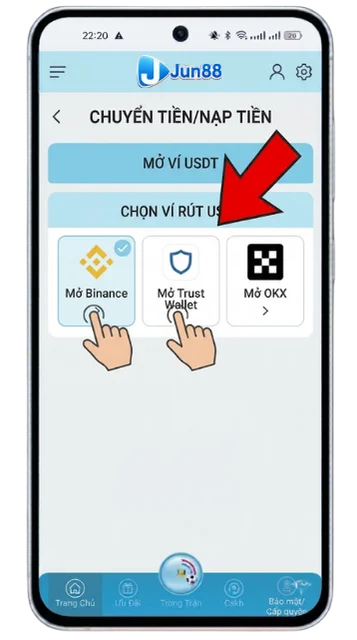 22:20
Jun88
CHUYỂN TIỀN/NẠP TIỀN
MỞ VÍ USDT
CHỌN VÍ RÚT US
Mở Binance
Mở Trust
Wallet
Mở OKX
Trang Chủ
Ưu Đãi
Trong Trận
Cskh
Bảo mật/
Cấp quyền